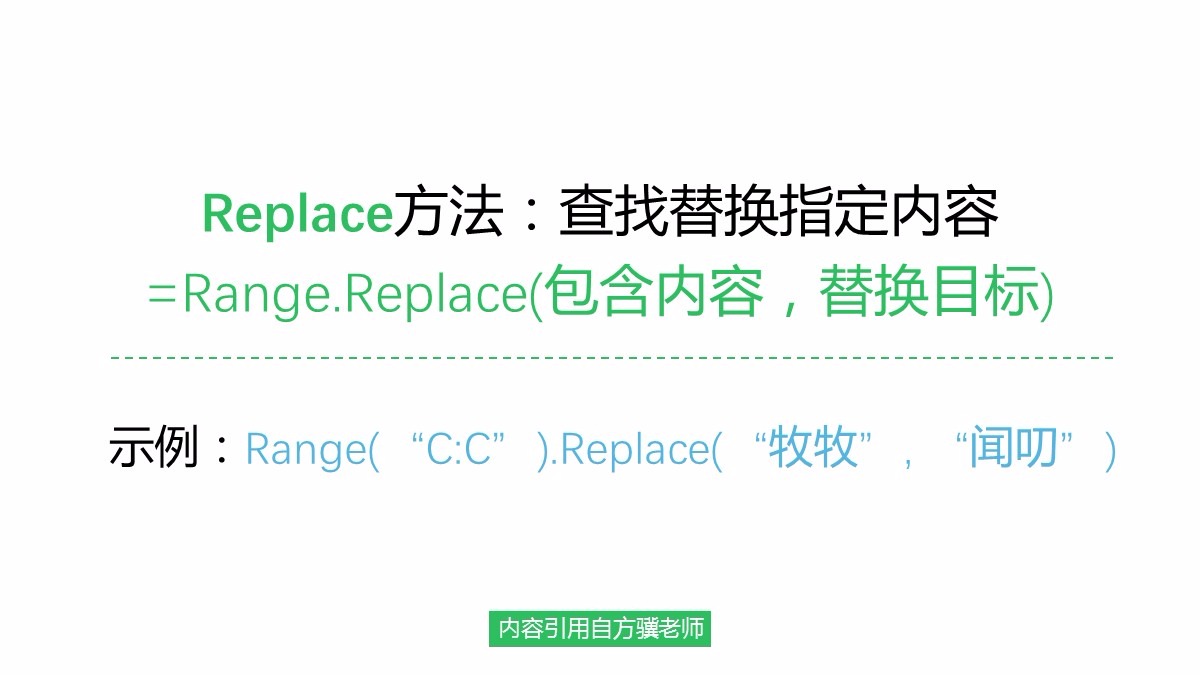 Replace方法：查找替换指定内容
=Range.Replace(包含内容，替换目标)
示例：Range(“C:C”).Replace(“牧牧”，“闻叨”)
内容引用自方骥老师